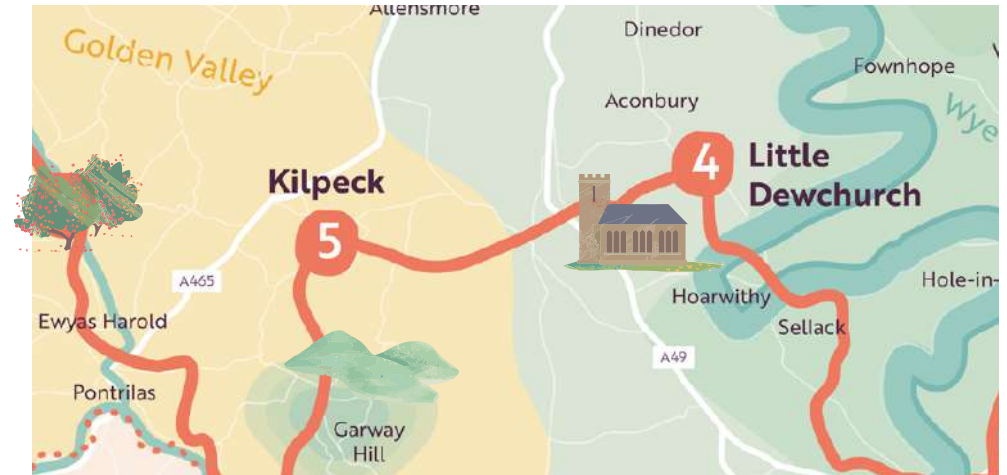 Allensmore
Golden Valley
Dinedor
Fownhope
Aconbury
Wye
4
Little
Dewchurch
Kilpeck
5
A465
Hoarwithy
Hole-in-
Sellack
Ewyas Harold
A49
Pontrilas
Garway
Hill